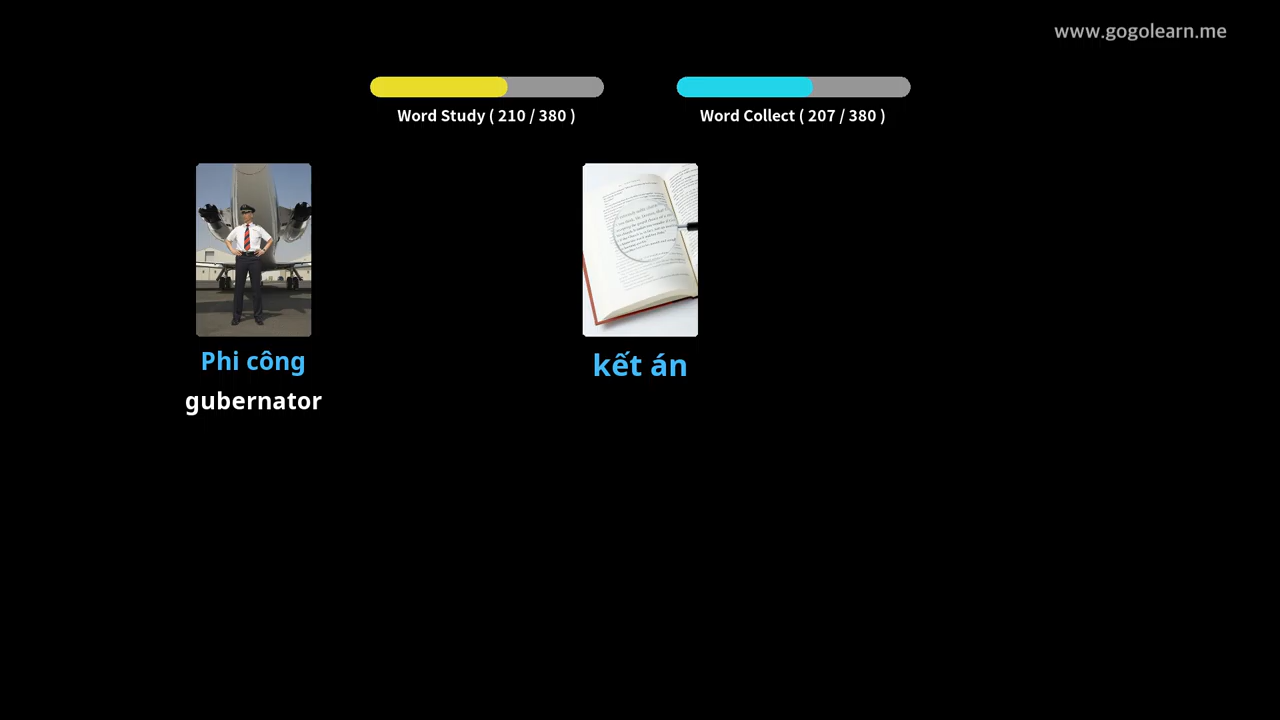 www.gogolearn.me
Word Study ( 210 / 380 )
Word Collect ( 207 / 380 )
Phi công
gubernator
kết án